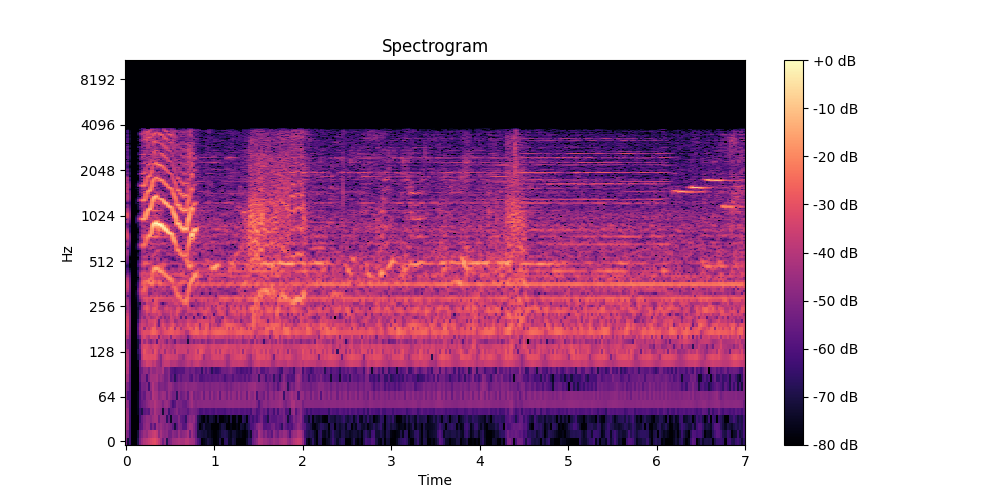 Spectrogram
Hz
8192
4096
2048
1024
512
256
128
64
0
0 1 2 3 4 5 6 7
Time
+0 dB
-10 dB
-20 dB
-30 dB
-40 dB
-50 dB
-60 dB
-70 dB
-80 dB